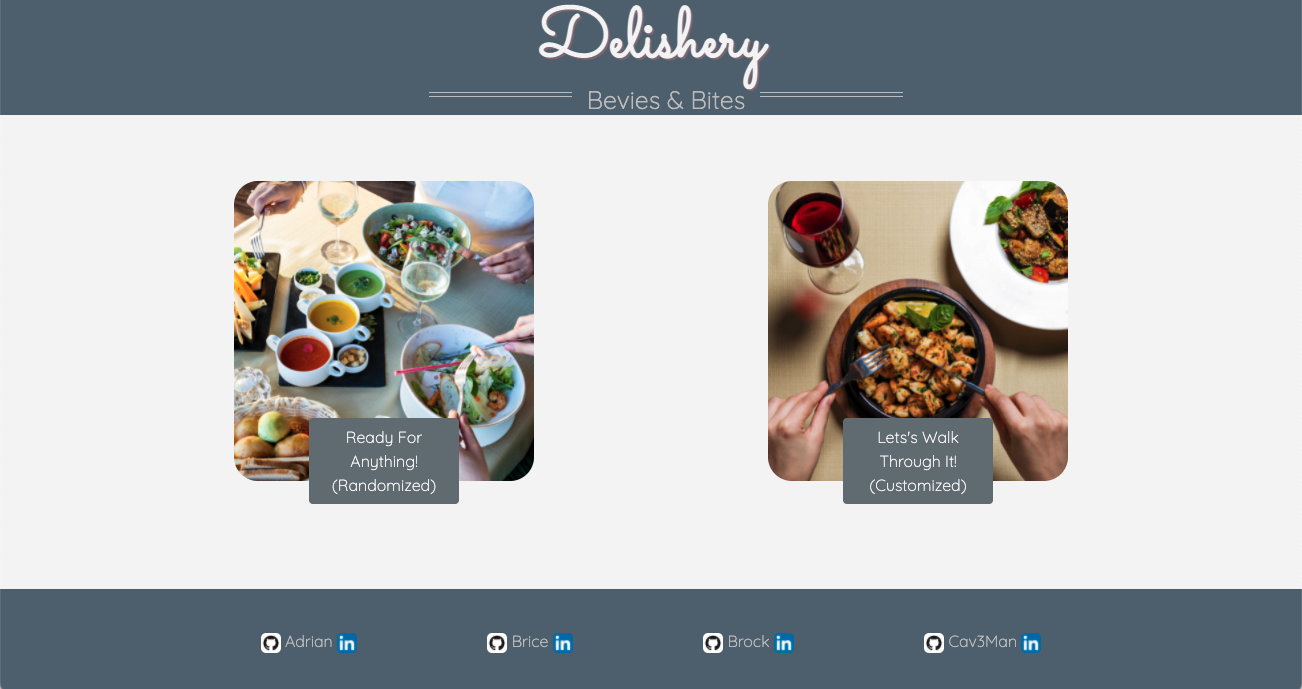 Delishery
Bevies & Bites
Ready For
Anything!
(Randomized)
Lets's Walk
Through It!
(Customized)
Adrian in
Brice in
Brock in
Cav3Man in